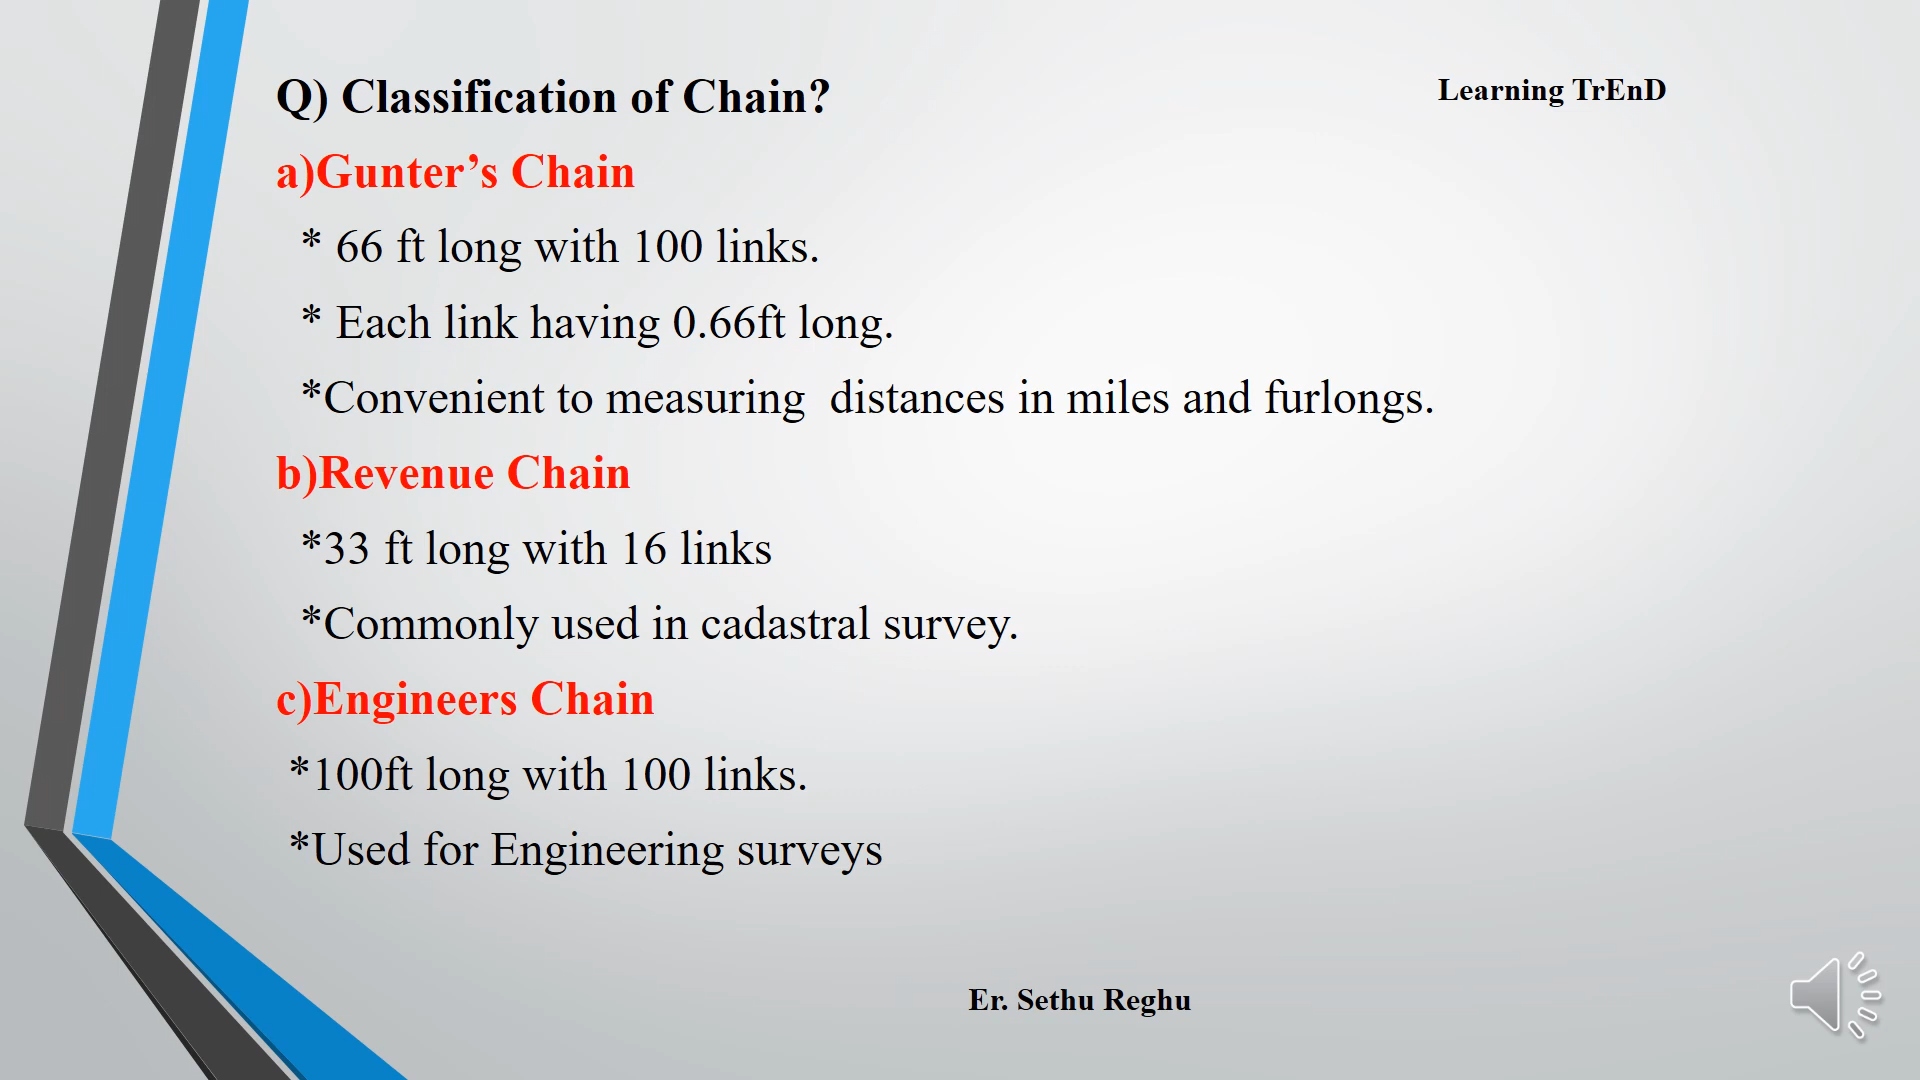 Q) Classification of Chain?
Learning TrEnD
a)Gunter’s Chain
* 66 ft long with 100 links.
* Each link having 0.66ft long.
*Convenient to measuring  distances in miles and furlongs.
b)Revenue Chain
*33 ft long with 16 links
*Commonly used in cadastral survey.
c)Engineers Chain
*100ft long with 100 links.
*Used for Engineering surveys
Er. Sethu Reghu